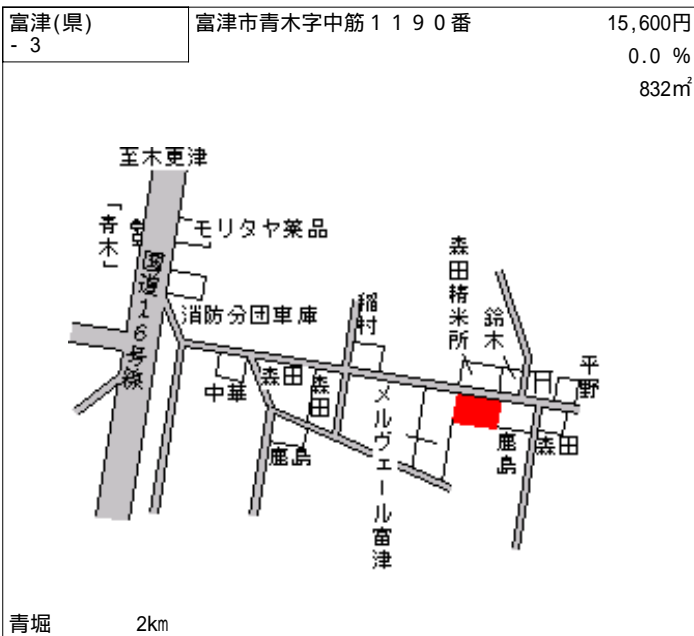 富津(県)
- 3
富津市青木字中筋1190番
15,600円
0.0 %
832㎡
至木更津
「青木」
モリタヤ薬品
国道16号線
消防分団車庫
稲村
森田精米所
鈴木
平野
中華
森田
森田
鹿島
メルヴェール富津
鹿島
森田
青堀 2km